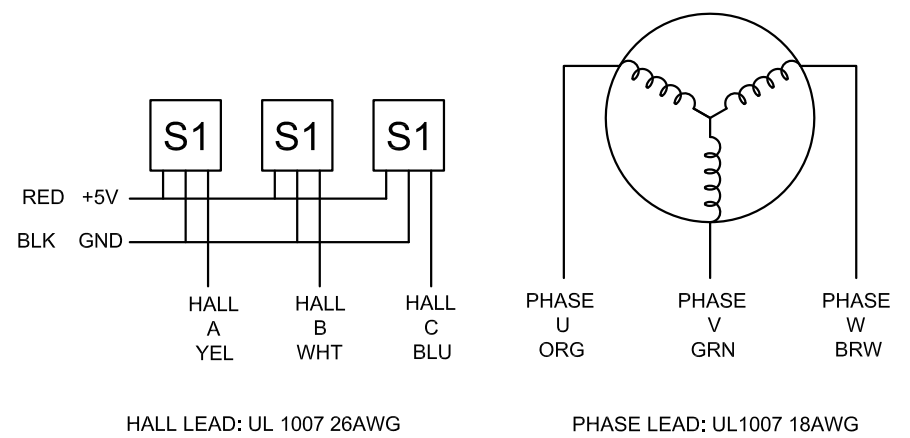 S1 S1 S1
RED +5V
BLK GND
HALL
A
YEL
HALL
B
WHT
HALL
C
BLU
PHASE
U
ORG
PHASE
V
GRN
PHASE
W
BRW
HALL LEAD: UL 1007 26AWG
PHASE LEAD: UL1007 18AWG